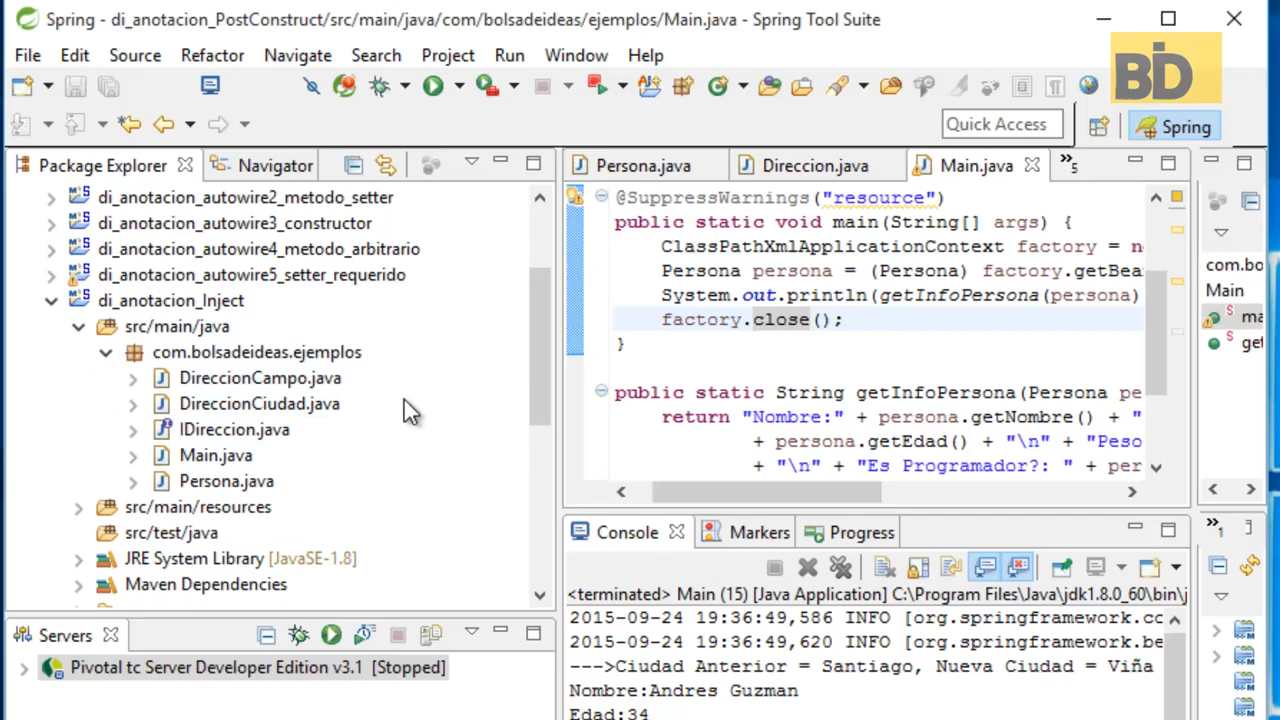 Spring - di_anotacion_PostConstruct/src/main/java/com/bolsadeideas/ejemplos/Main.java - Spring Tool Suite
File Edit Source Refactor Navigate Search Project Run Window Help
BD
Quick Access
Spring
Package Explorer
Navigator
di_anotacion_autowire2_metodo_setter
di_anotacion_autowire3_constructor
di_anotacion_autowire4_metodo_arbitrario
di_anotacion_autowire5_setter_requerido
di_anotacion_Inject
src/main/java
com.bolsadeideas.ejemplos
DireccionCampo.java
DireccionCiudad.java
IDireccion.java
Main.java
Persona.java
src/main/resources
src/test/java
JRE System Library [JavaSE-1.8]
Maven Dependencies
Servers
Pivotal tc Server Developer Edition v3.1 [Stopped]
Persona.java
Direccion.java
Main.java
»5
@SuppressWarnings("resource")
public static void main(String[] args) {
ClassPathXmlApplicationContext factory = ne
Persona persona = (Persona) factory.getBea
System.out.println(getInfoPersona(persona)
factory.close();
}
public static String getInfoPersona(Persona pe
return "Nombre:" + persona.getNombre() + "
+ persona.getEdad() + "\n" + "Peso
+ "\n" + "Es Programador?: " + per
Console
Markers
Progress
<terminated> Main (15) [Java Application] C:\Program Files\Java\jdk1.8.0_60\bin\j
2015-09-24 19:36:49,586 INFO [org.springframework.co
2015-09-24 19:36:49,620 INFO [org.springframework.be
--->Ciudad Anterior = Santiago, Nueva Ciudad = Viña
Nombre:Andres Guzman
Edad:34
com.bo
Main
S ma
S get
»1